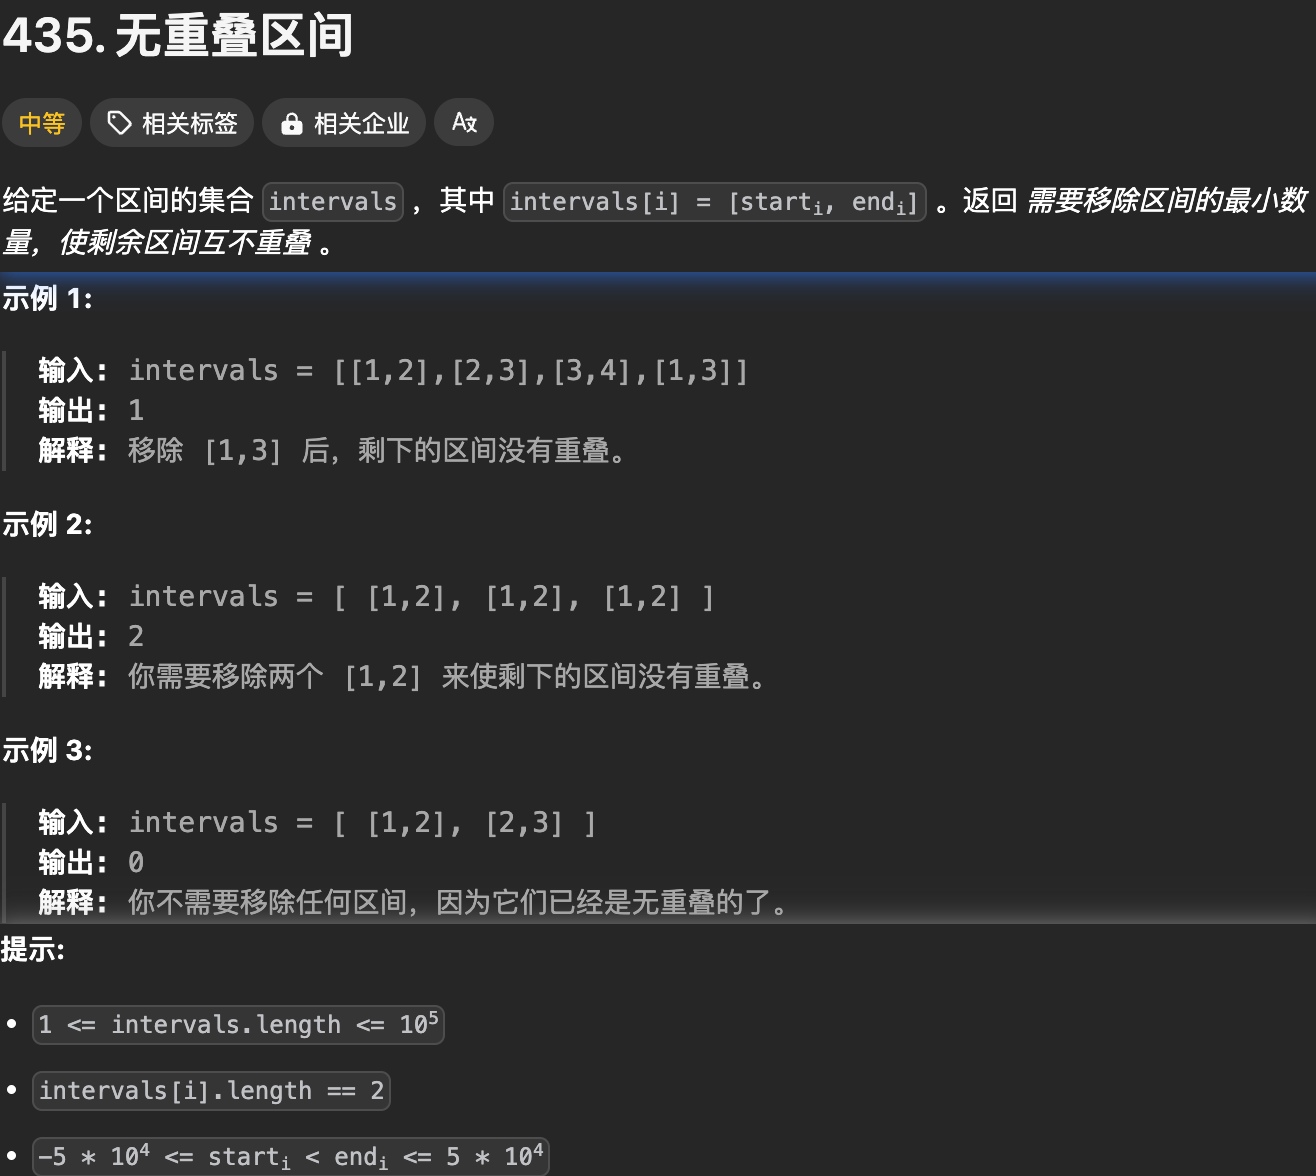 435. 无重叠区间
中等 相关标签 相关企业 A文
给定一个区间的集合 intervals ，其中 intervals[i] = [starti, endi] 。返回 需要移除区间的最小数
量，使剩余区间互不重叠 。
示例 1:
输入: intervals = [[1,2],[2,3],[3,4],[1,3]]
输出: 1
解释: 移除 [1,3] 后，剩下的区间没有重叠。
示例 2:
输入: intervals = [ [1,2], [1,2], [1,2] ]
输出: 2
解释: 你需要移除两个 [1,2] 来使剩下的区间没有重叠。
示例 3:
输入: intervals = [ [1,2], [2,3] ]
输出: 0
解释: 你不需要移除任何区间，因为它们已经是无重叠的了。
提示:
• 1 <= intervals.length <= 10^5
• intervals[i].length == 2
• -5 * 10^4 <= starti < endi <= 5 * 10^4